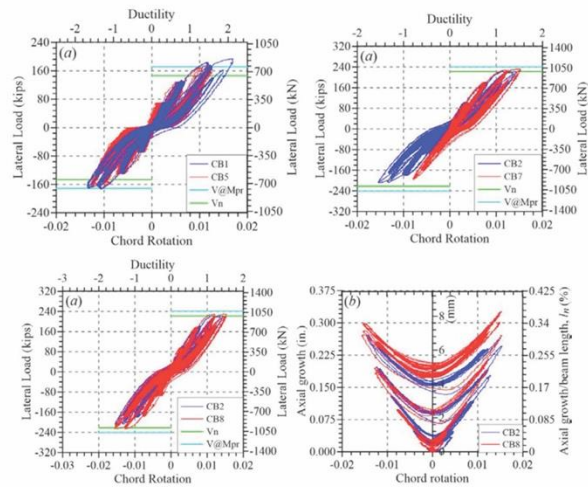 Ductility
-2 -1 0 1 2
Lateral Load (kips)
240 160 80 0 -80 -160 -240
(a)
CB1
CB5
Vn
V@Mpr
Vn
1050 700 350 0 -350 -700 -1050
Lateral Load (kN)
-0.02 -0.01 0 0.01 0.02
Chord Rotation
Ductility
-2 -1 0 1 2
Lateral Load (kips)
320 240 160 80 0 -80 -160 -240 -320
(a)
CB2
CB7
Vn
V@Mpr
1400 1050 700 350 0 -350 -700 -1050 -1400
Lateral Load (kN)
-0.02 -0.01 0 0.01 0.02
Chord Rotation
Ductility
-3 -2 -1 0 1 2
Lateral Load (kips)
320 240 160 80 0 -80 -160 -240 -320
(a)
CB2
CB8
Vn
V@Mpr
1400 1050 700 350 0 -350 -700 -1050 -1400
Lateral Load (kN)
-0.03 -0.02 -0.01 0 0.01 0.02
Chord Rotation
Axial growth (in.)
0.375 0.300 0.225 0.150 0.075 0.000
(b)
8 (mm)
6
2
CB2
CB8
0.425 0.34 0.255 0.17 0.085 0
Axial growth/beam length, (%)
-0.02 -0.01 0 0.01 0.02
Chord rotation